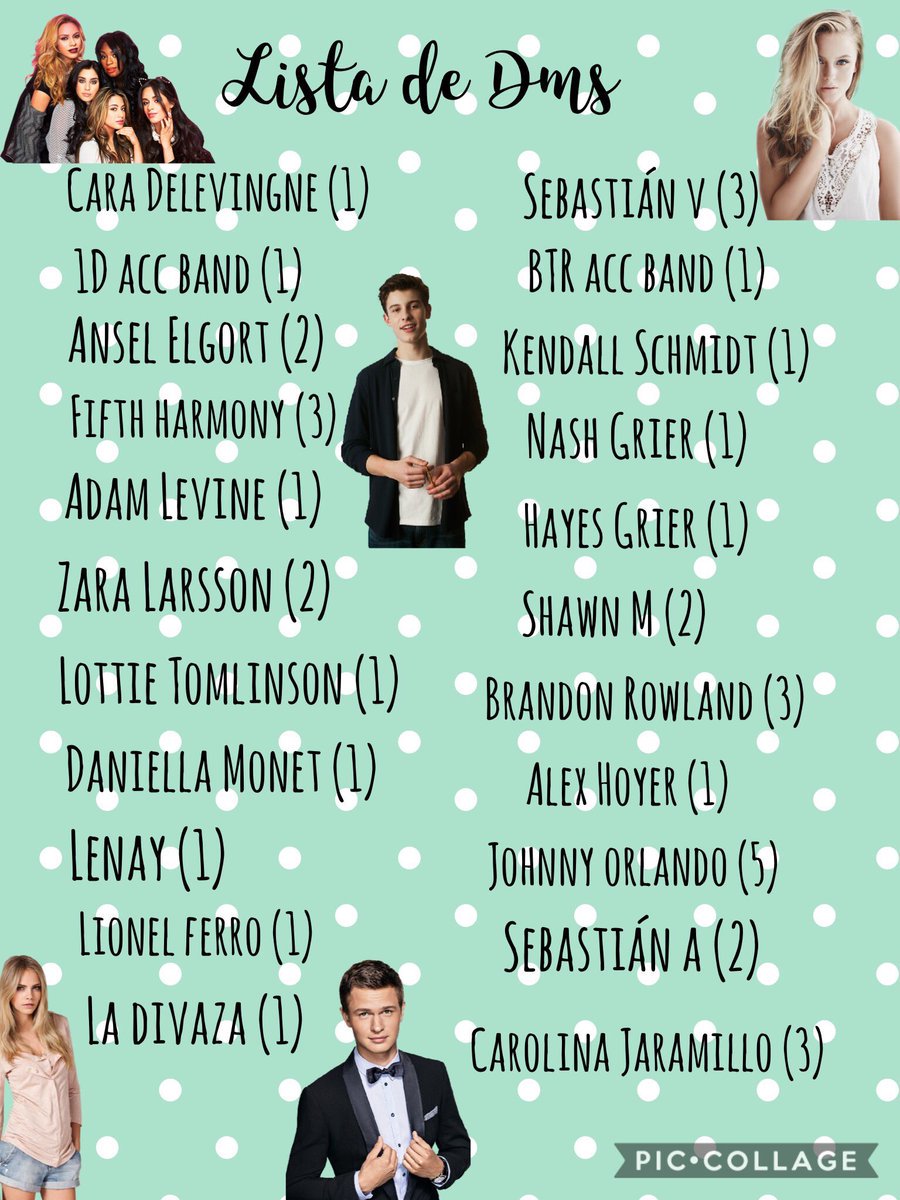 Lista de Dms
Cara Delevingne (1)
1D acc band (1)
Ansel Elgort (2)
Fifth harmony (3)
Adam Levine (1)
Zara Larsson (2)
Lottie Tomlinson (1)
Daniella Monet (1)
Lenay (1)
Lionel ferro (1)
La divaza (1)
Sebastián v (3)
BTR acc band (1)
Kendall Schmidt (1)
Nash Grier (1)
Hayes Grier (1)
Shawn M (2)
Brandon Rowland (3)
Alex Hoyer (1)
Johnny orlando (5)
Sebastián a (2)
Carolina Jaramillo (3)
PIC•COLLAGE